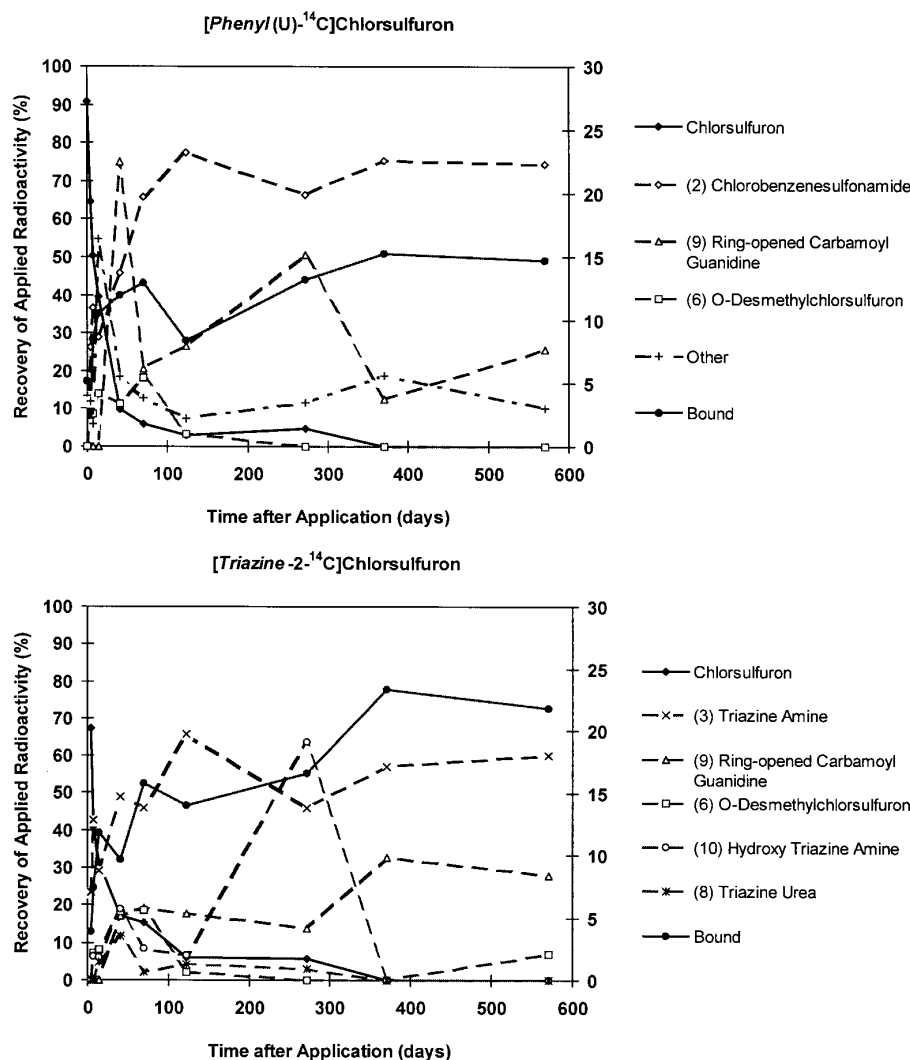 [Phenyl (U)-¹⁴C]Chlorsulfuron
Recovery of Applied Radioactivity (%)
100
90
80
70
60
50
40
30
20
10
0
30
25
20
15
10
5
0
0 100 200 300 400 500 600
Time after Application (days)
Chlorsulfuron
(2) Chlorobenzenesulfonamide
(9) Ring-opened Carbamoyl
Guanidine
(6) O-Desmethylchlorsulfuron
Other
Bound
[Triazine -2-¹⁴C]Chlorsulfuron
Recovery of Applied Radioactivity (%)
100
90
80
70
60
50
40
30
20
10
0
30
25
20
15
10
5
0
0 100 200 300 400 500 600
Time after Application (days)
Chlorsulfuron
(3) Triazine Amine
(9) Ring-opened Carbamoyl
Guanidine
(6) O-Desmethylchlorsulfuron
(10) Hydroxy Triazine Amine
(8) Triazine Urea
Bound